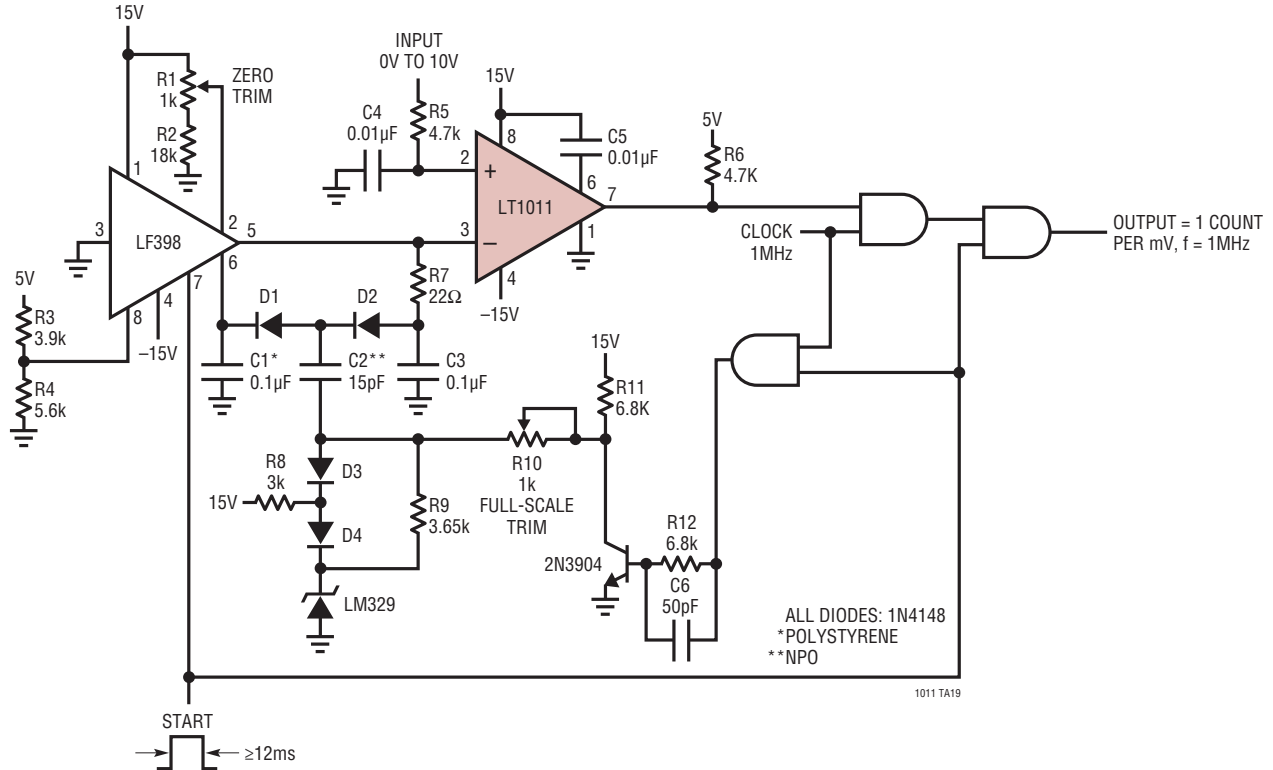 15V
R1
1k
ZERO
TRIM
R2
18k
1
2
3
LF398
5
6
7
4
8
–15V
5V
R3
3.9k
R4
5.6k
INPUT
0V TO 10V
C4
0.01µF
R5
4.7k
15V
8
C5
0.01µF
2
+
6
7
LT1011
3
–
1
4
–15V
5V
R6
4.7K
CLOCK
1MHz
OUTPUT = 1 COUNT
PER mV, f = 1MHz
R7
22Ω
D1
D2
C1*
0.1µF
C2**
15pF
C3
0.1µF
15V
R11
6.8K
R10
1k
FULL-SCALE
TRIM
R8
3k
15V
D3
D4
R9
3.65k
LM329
2N3904
R12
6.8k
C6
50pF
ALL DIODES: 1N4148
*POLYSTYRENE
**NPO
1011 TA19
START
≥12ms